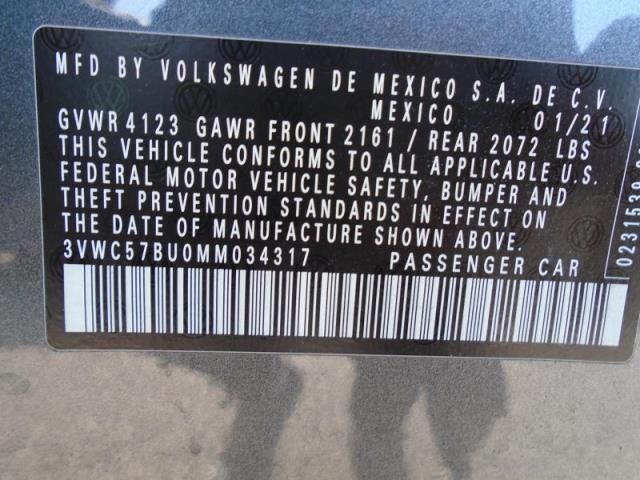 MFD BY VOLKSWAGEN DE MEXICO S.A. DE C.V.
MEXICO 01/21
GVWR 4123 GAWR FRONT 2161 / REAR 2072 LBS
THIS VEHICLE CONFORMS TO ALL APPLICABLE U.S.
FEDERAL MOTOR VEHICLE SAFETY, BUMPER AND
THEFT PREVENTION STANDARDS IN EFFECT ON
THE DATE OF MANUFACTURE SHOWN ABOVE.
3VWC57BU0MM034317 PASSENGER CAR